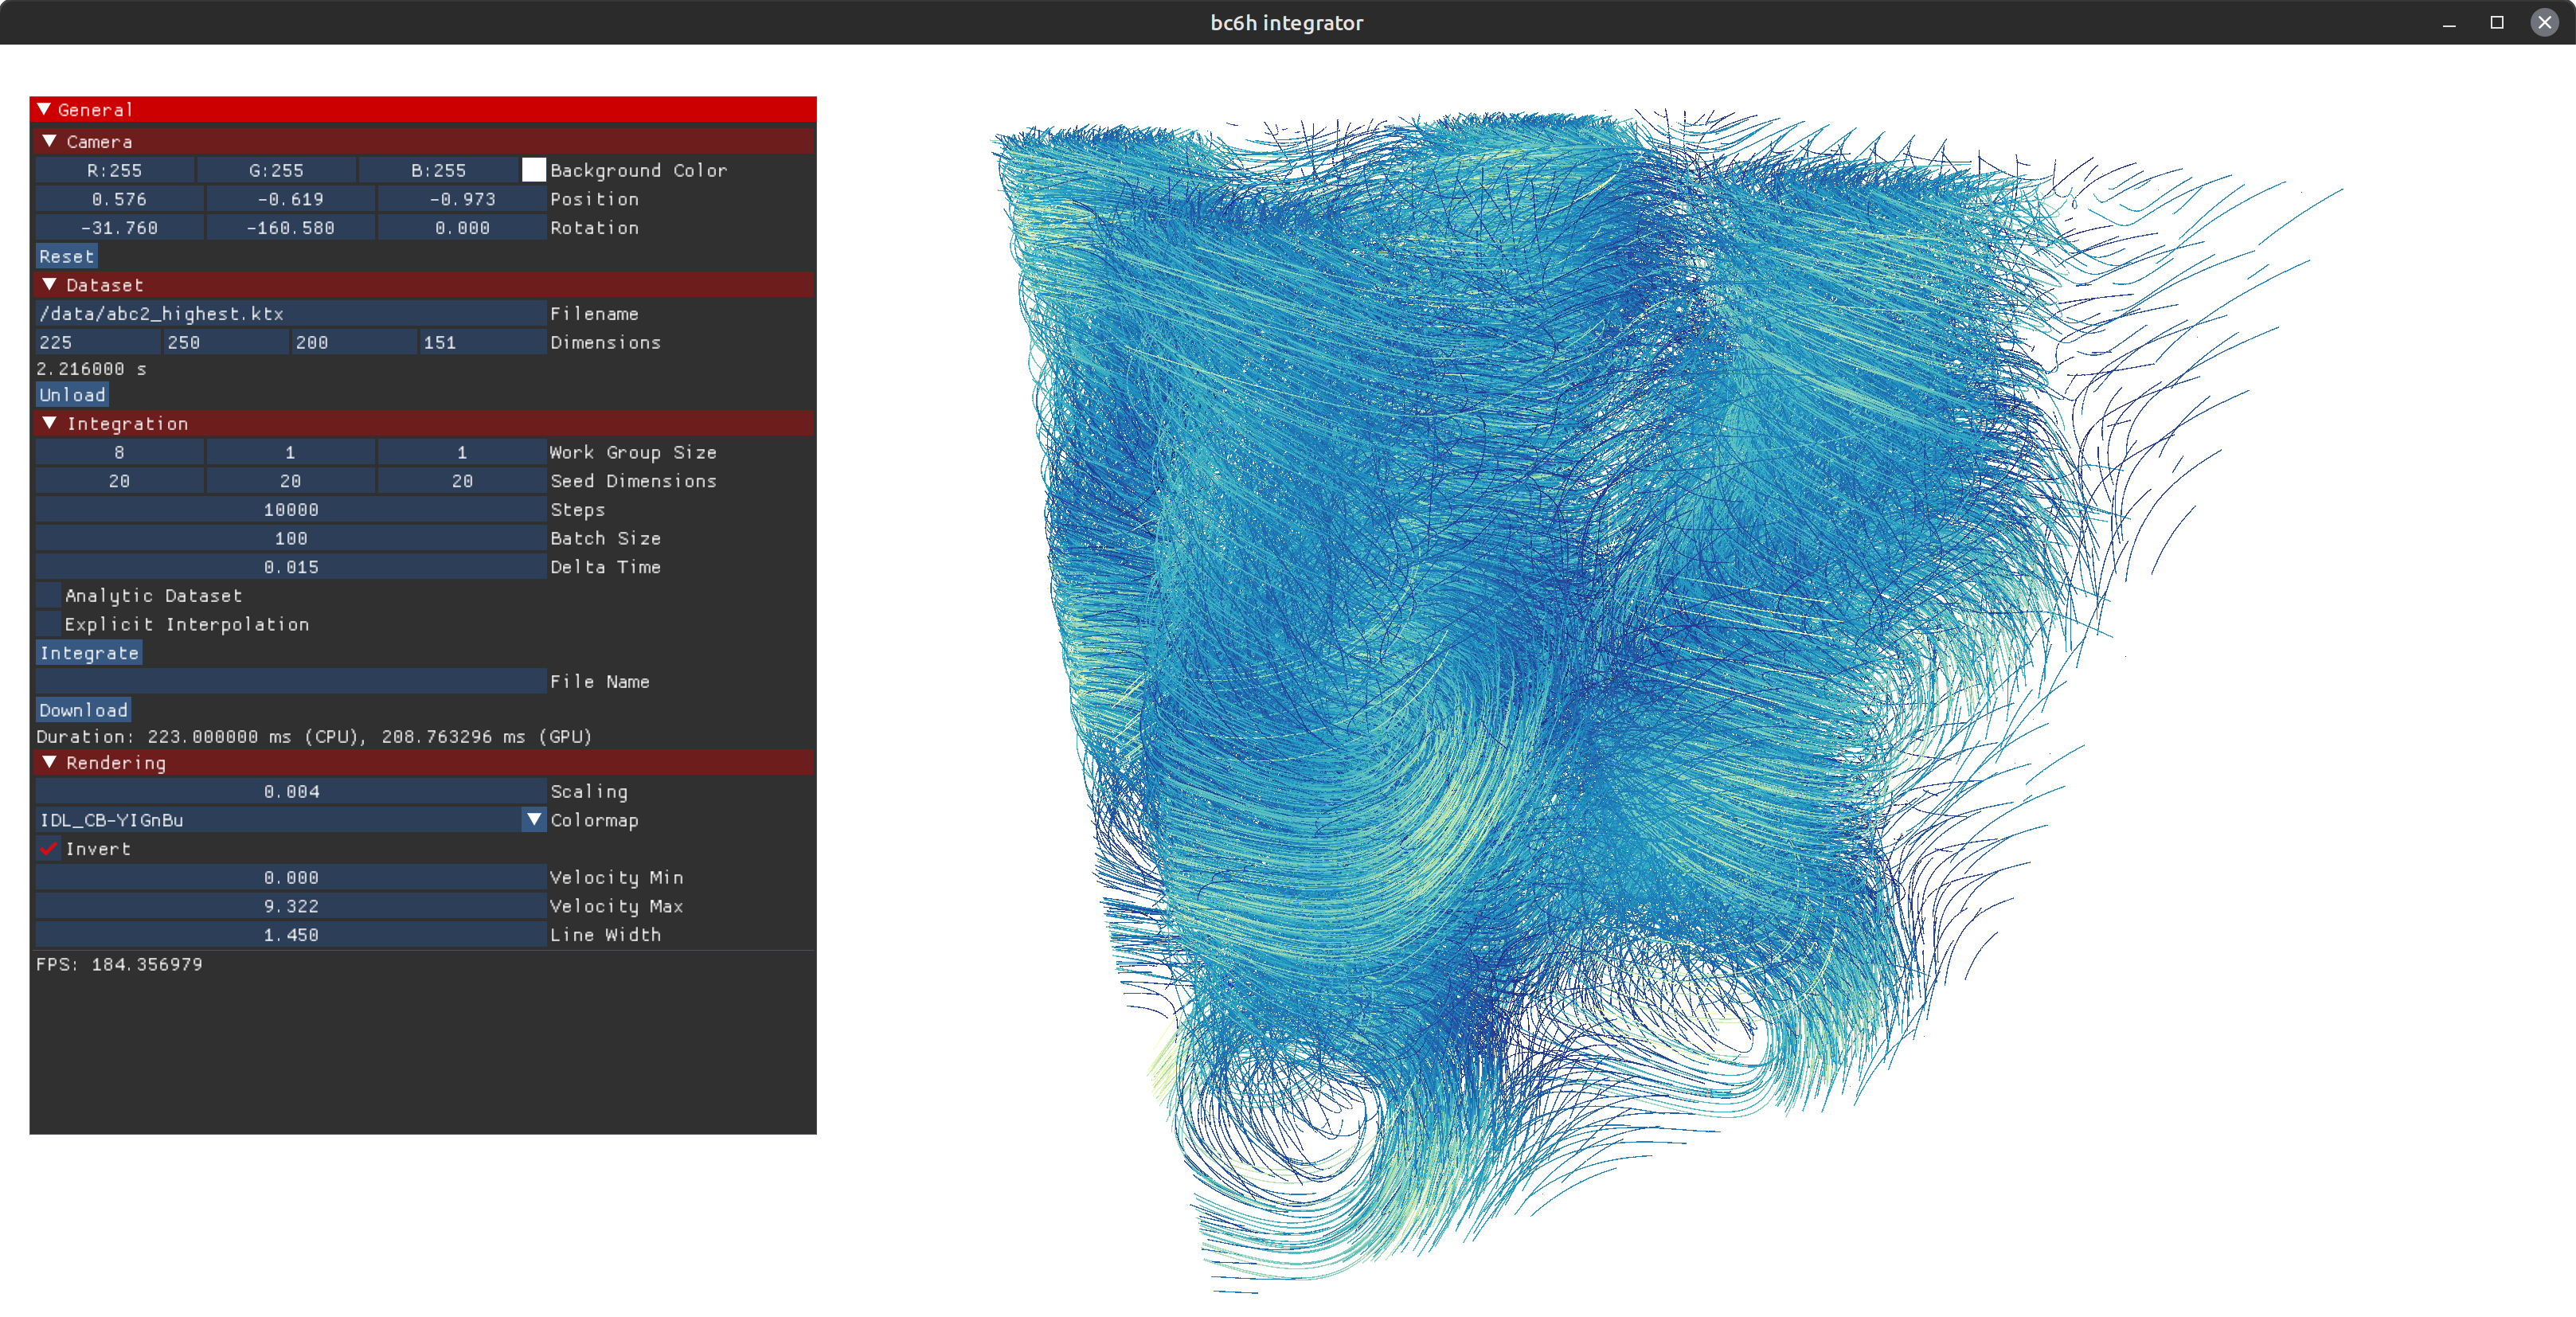 bc6h integrator
General
Camera
R:255 G:255 B:255 Background Color
0.576 -0.619 -0.973 Position
-31.760 -160.580 0.000 Rotation
Reset
Dataset
/data/abc2_highest.ktx Filename
225 250 200 151 Dimensions
2.216000 s
Unload
Integration
8 1 1 Work Group Size
20 20 20 Seed Dimensions
10000 Steps
100 Batch Size
0.015 Delta Time
Analytic Dataset
Explicit Interpolation
Integrate
File Name
Download
Duration: 223.000000 ms (CPU), 208.763296 ms (GPU)
Rendering
0.004 Scaling
IDL_CB-YIGnBu Colormap
Invert
0.000 Velocity Min
9.322 Velocity Max
1.450 Line Width
FPS: 184.356979